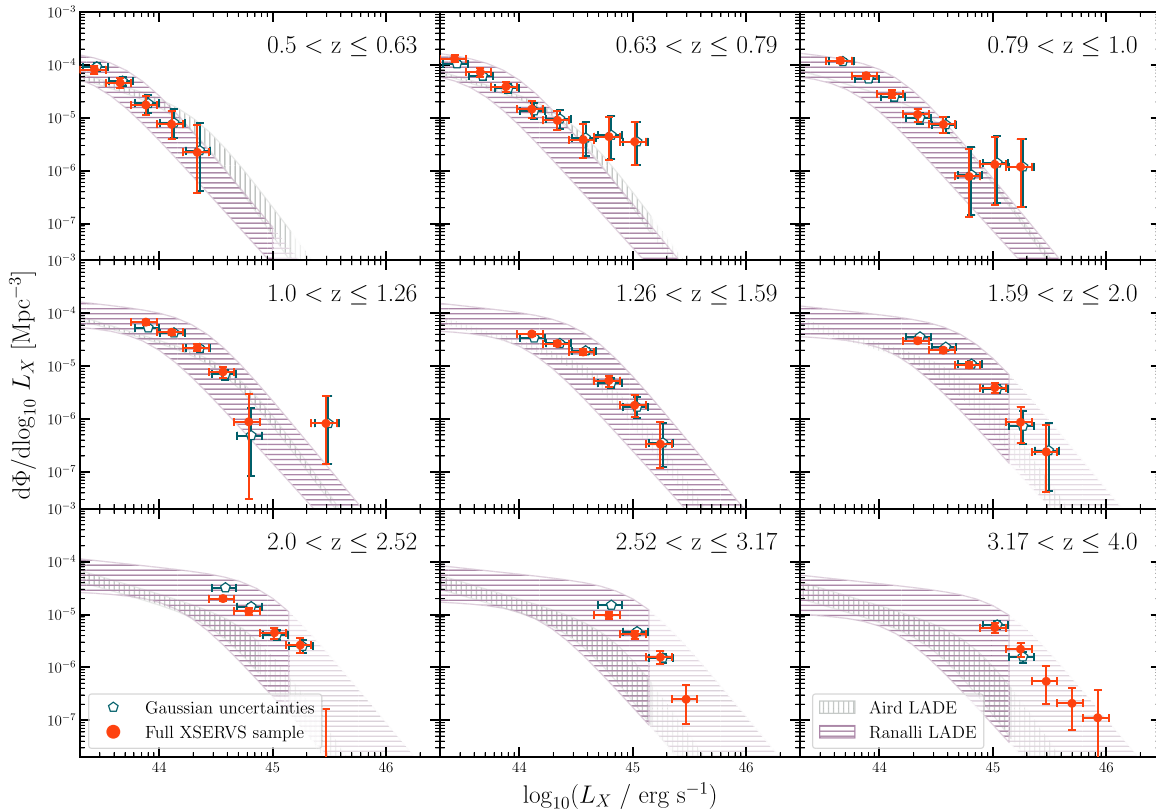 10⁻³
0.5 < z ≤ 0.63
0.63 < z ≤ 0.79
0.79 < z ≤ 1.0
10⁻⁴
10⁻⁵
10⁻⁶
10⁻⁷
10⁻³
1.0 < z ≤ 1.26
1.26 < z ≤ 1.59
1.59 < z ≤ 2.0
10⁻⁴
10⁻⁵
10⁻⁶
10⁻⁷
10⁻³
2.0 < z ≤ 2.52
2.52 < z ≤ 3.17
3.17 < z ≤ 4.0
10⁻⁴
10⁻⁵
10⁻⁶
10⁻⁷
dΦ/dlog₁₀ L_X [Mpc⁻³]
Gaussian uncertainties
Full XSERVS sample
Aird LADE
Ranalli LADE
44 45 46 44 45 46 44 45 46
log₁₀(L_X / erg s⁻¹)